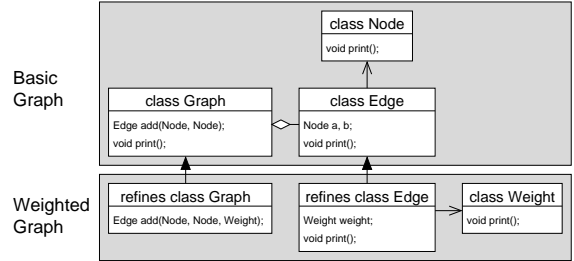 Basic
Graph
class Node
void print();
class Graph
Edge add(Node, Node);
void print();
class Edge
Node a, b;
void print();
Weighted
Graph
refines class Graph
Edge add(Node, Node, Weight);
refines class Edge
Weight weight;
void print();
class Weight
void print();